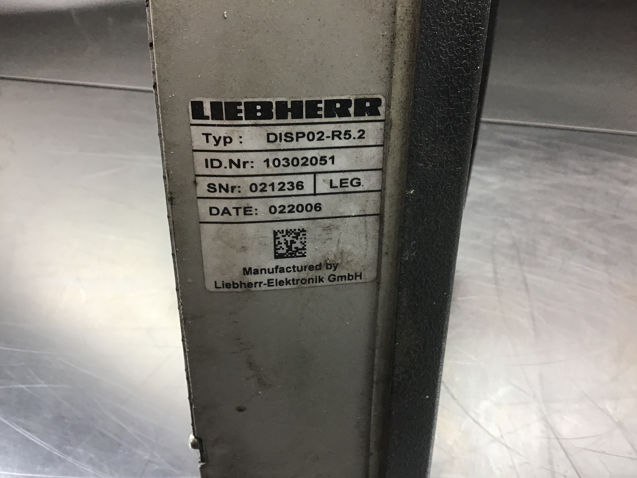 LIEBHERR
Typ : DISP02-R5.2
ID.Nr: 10302051
SNr: 021236 LEG.
DATE: 022006
Manufactured by
Liebherr-Elektronik GmbH